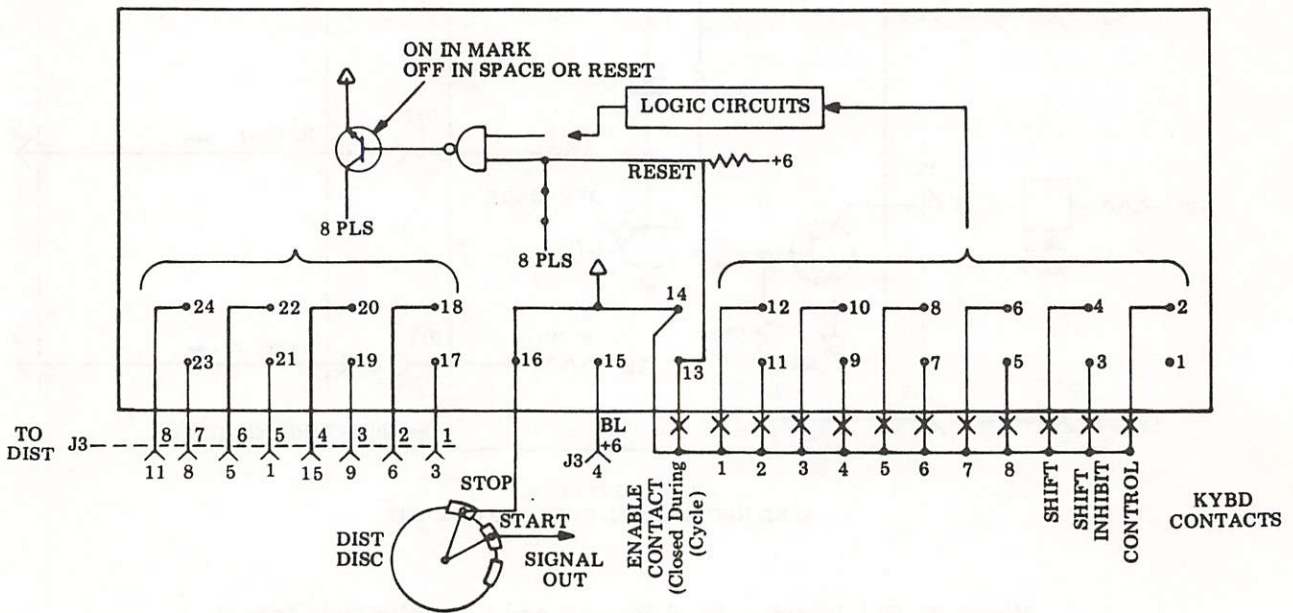 ON IN MARK
OFF IN SPACE OR RESET
LOGIC CIRCUITS
RESET
+6
8 PLS
8 PLS
24
22
20
18
14
12
10
8
6
4
2
23
21
19
17
16
15
13
11
9
7
5
3
1
TO
DIST
J3
8 7 6 5 4 3 2 1
11 8 5 1 15 9 6 3
BL
+6
J3
4
1 2 3 4 5 6 7 8
SHIFT
SHIFT
INHIBIT
CONTROL
KYBD
CONTACTS
ENABLE
CONTACT
(Closed During
(Cycle)
STOP
START
DIST
DISC
SIGNAL
OUT